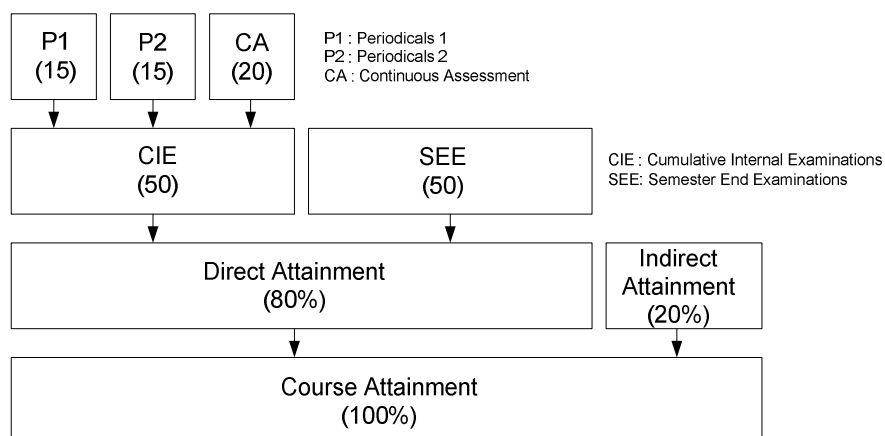 P1
(15)
P2
(15)
CA
(20)
P1 : Periodicals 1
P2 : Periodicals 2
CA : Continuous Assessment
CIE
(50)
SEE
(50)
CIE : Cumulative Internal Examinations
SEE: Semester End Examinations
Direct Attainment
(80%)
Indirect
Attainment
(20%)
Course Attainment
(100%)